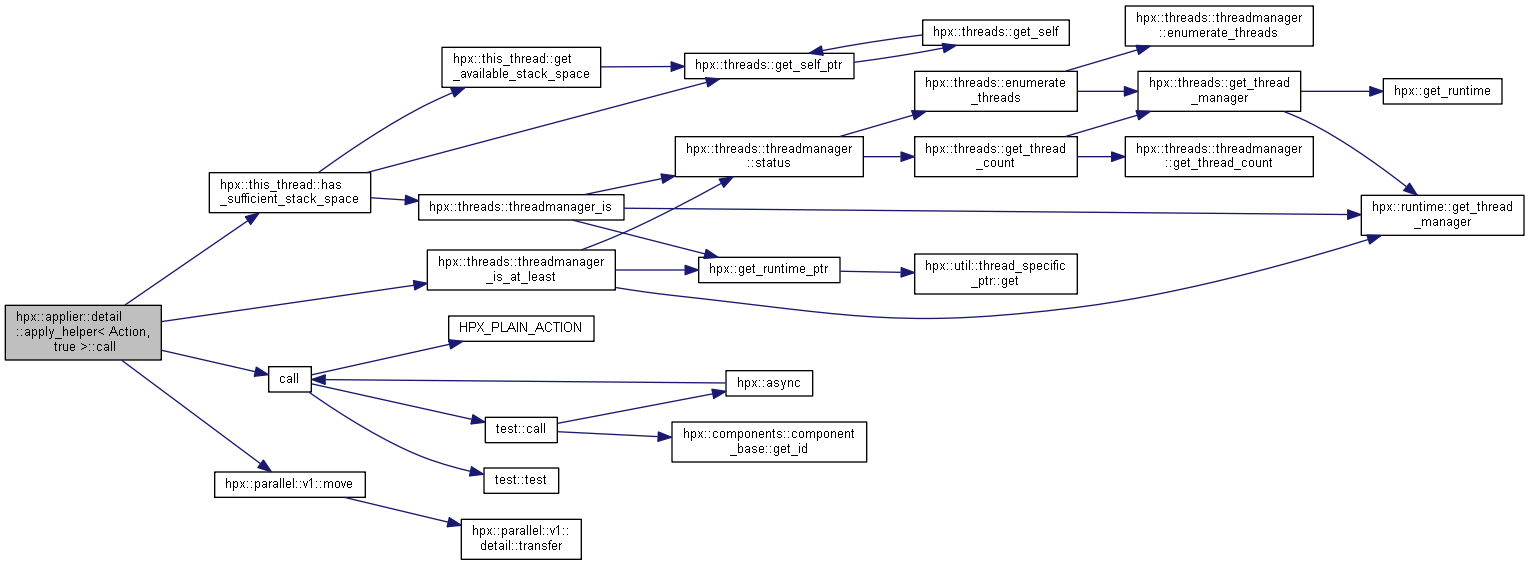 hpx::applier::detail
::apply_helper< Action,
true >::call
hpx::this_thread::has
_sufficient_stack_space
hpx::threads::threadmanager
_is_at_least
call
hpx::parallel::v1::move
hpx::this_thread::get
_available_stack_space
hpx::threads::threadmanager_is
HPX_PLAIN_ACTION
test::call
test::test
hpx::parallel::v1::
detail::transfer
hpx::threads::get_self_ptr
hpx::threads::threadmanager
::status
hpx::get_runtime_ptr
hpx::async
hpx::components::component
_base::get_id
hpx::threads::get_self
hpx::threads::enumerate
_threads
hpx::threads::get_thread
_count
hpx::util::thread_specific
_ptr::get
hpx::threads::threadmanager
::enumerate_threads
hpx::threads::get_thread
_manager
hpx::threads::threadmanager
::get_thread_count
hpx::get_runtime
hpx::runtime::get_thread
_manager